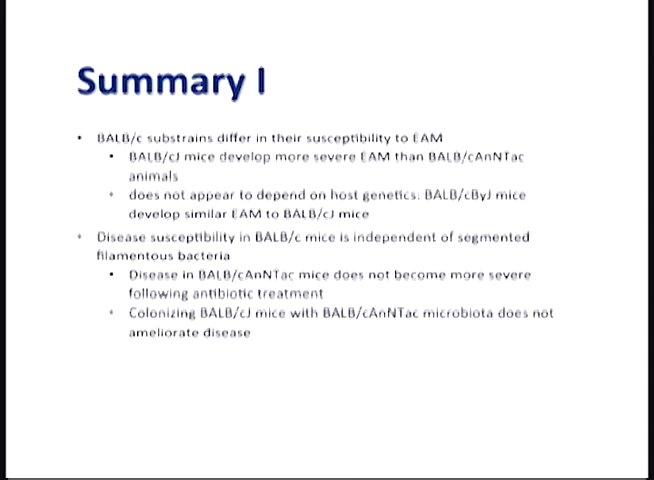 Summary I
• BALB/c substrains differ in their susceptibility to EAM
• BALB/cJ mice develop more severe EAM than BALB/cAnNTac
animals
• does not appear to depend on host genetics: BALB/cByJ mice
develop similar EAM to BALB/cJ mice
• Disease susceptibility in BALB/c mice is independent of segmented
filamentous bacteria
• Disease in BALB/cAnNTac mice does not become more severe
following antibiotic treatment
• Colonizing BALB/cJ mice with BALB/cAnNTac microbiota does not
ameliorate disease